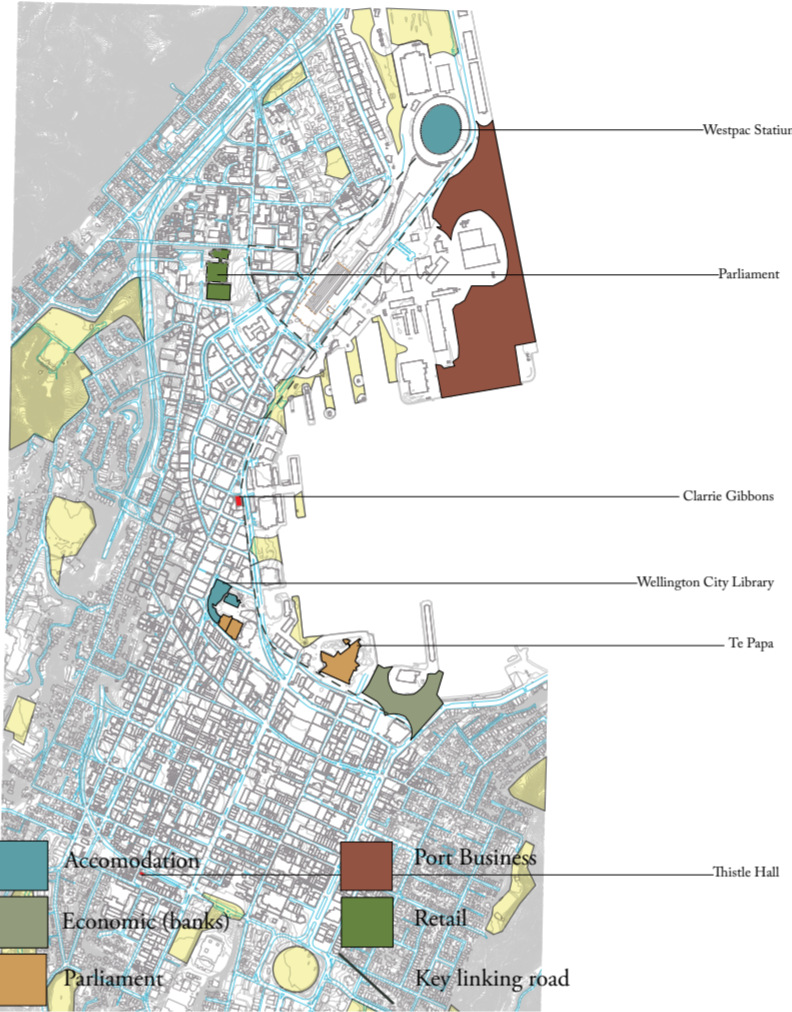 Westpac Statiur
Parliament
Clarrie Gibbons
Wellington City Library
Te Papa
Thistle Hall
Accomodation
Port Business
Economic (banks)
Retail
Parliament
Key linking road